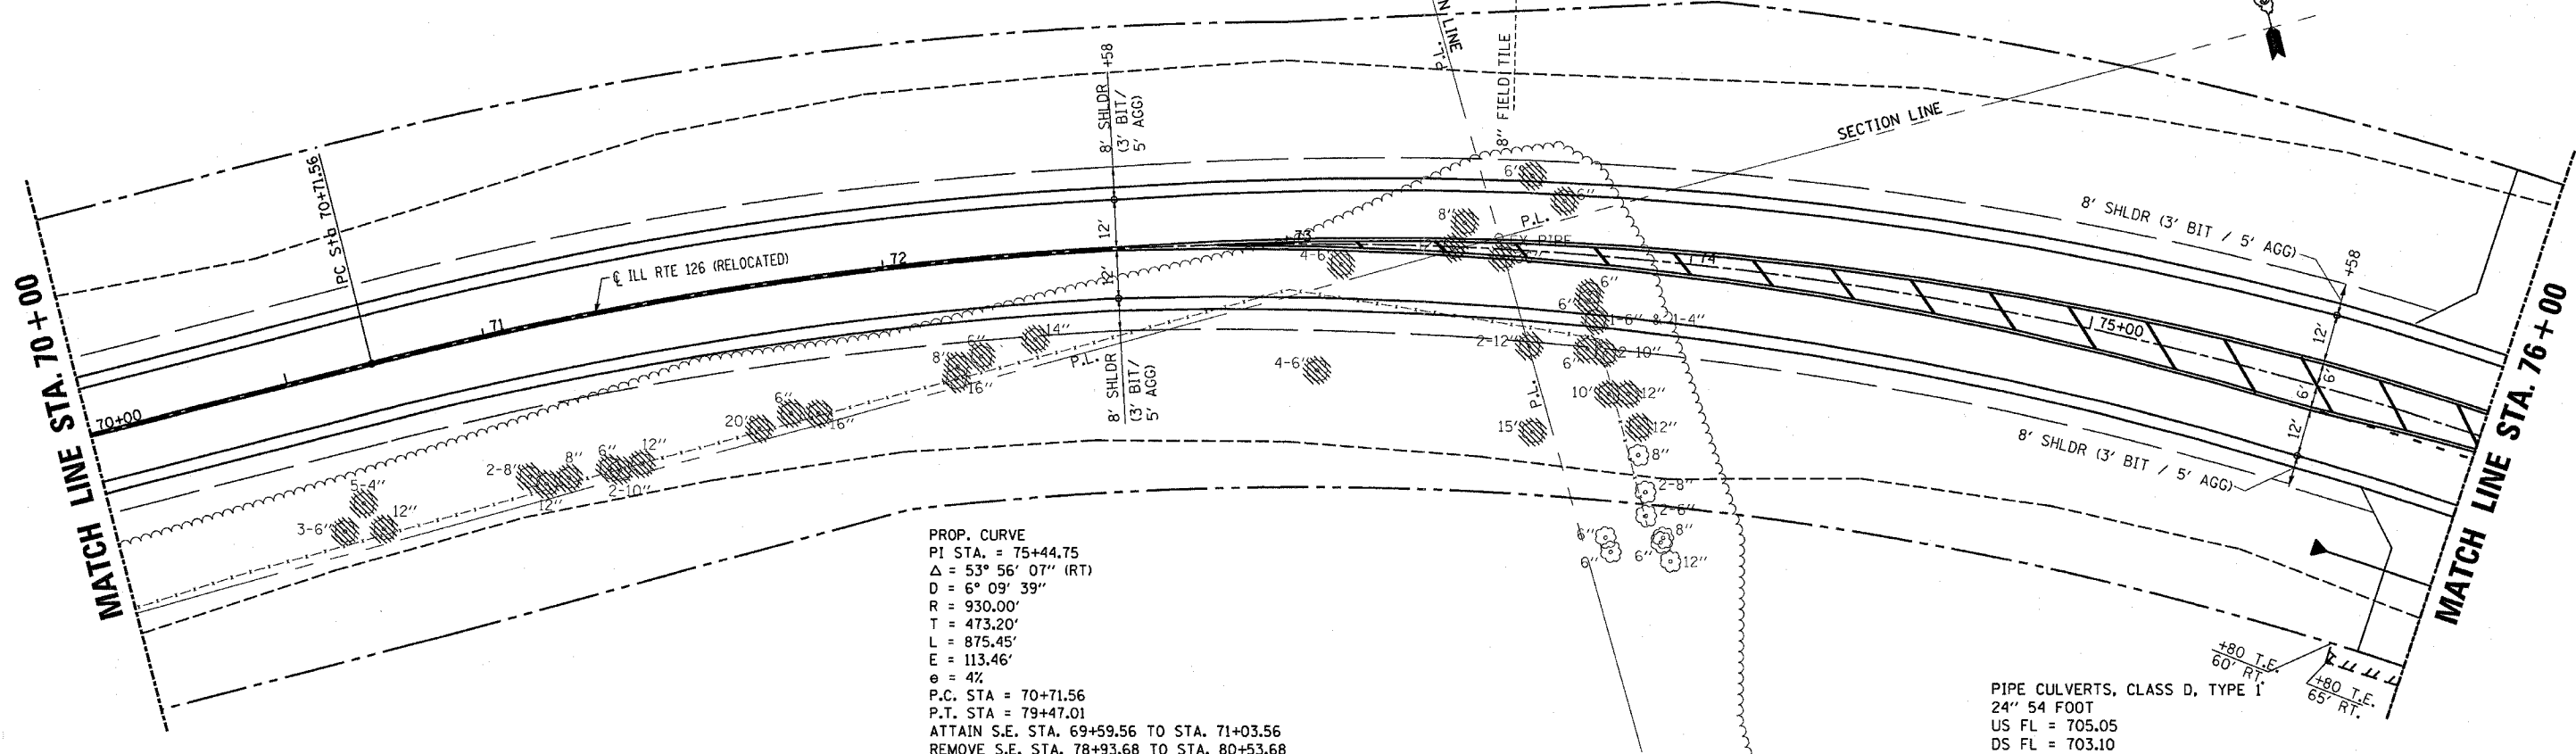 MATCH LINE STA. 70+00
PC Sta 70+71.56
70+00
71
72
73
74
75+00
℄ ILL RTE 126 (RELOCATED)
+58
8' SHLDR
(3' BIT/
5' AGG)
12'
12'
8' SHLDR
(3' BIT/
5' AGG)
P.L.
N LINE
P.L.
8" FIELD TILE
SECTION LINE
P.L.
EX PIPE
P.L.
6"
6"
8"
4-6"
6"
6"
1-6" & 1-4"
2-12"
6"
2-10"
4-6"
10"
12"
15"
12"
8"
2-8"
2-6"
6"
6"
8"
6"
12"
14"
6"
8"
16"
6"
20"
16"
12"
6"
8"
2-8"
2-10"
12"
5-4"
12"
3-6"
8' SHLDR (3' BIT / 5' AGG)
+58
12'
6'
6'
12'
8' SHLDR (3' BIT / 5' AGG)
MATCH LINE STA. 76+00
PROP. CURVE
PI STA. = 75+44.75
Δ = 53° 56' 07" (RT)
D = 6° 09' 39"
R = 930.00'
T = 473.20'
L = 875.45'
E = 113.46'
e = 4%
P.C. STA = 70+71.56
P.T. STA = 79+47.01
ATTAIN S.E. STA. 69+59.56 TO STA. 71+03.56
REMOVE S.E. STA. 78+93.68 TO STA. 80+53.68
+80 T.E.
60' RT.
+80 T.E.
65' RT.
PIPE CULVERTS, CLASS D, TYPE 1
24" 54 FOOT
US FL = 705.05
DS FL = 703.10